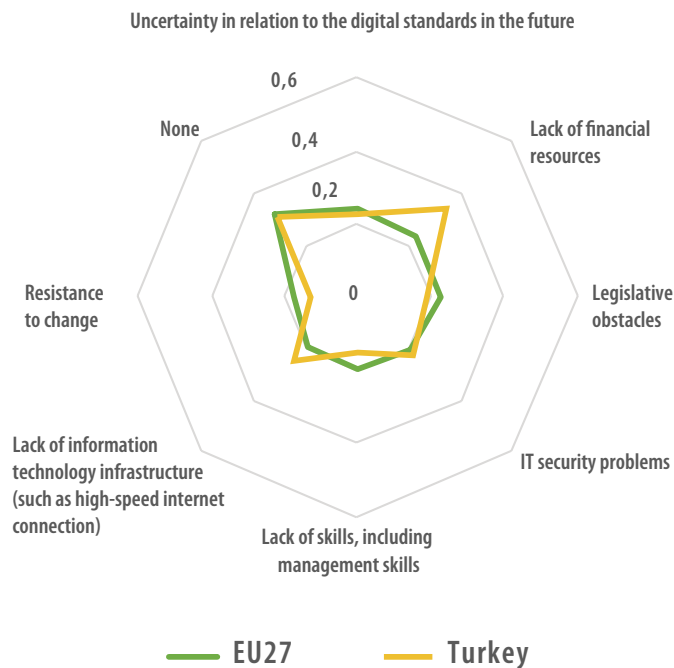 Uncertainty in relation to the digital standards in the future
0,6
None
0,4
Lack of financial
resources
0,2
Resistance
to change
0
Legislative
obstacles
Lack of information
technology infrastructure
(such as high-speed internet
connection)
IT security problems
Lack of skills, including
management skills
EU27
Turkey